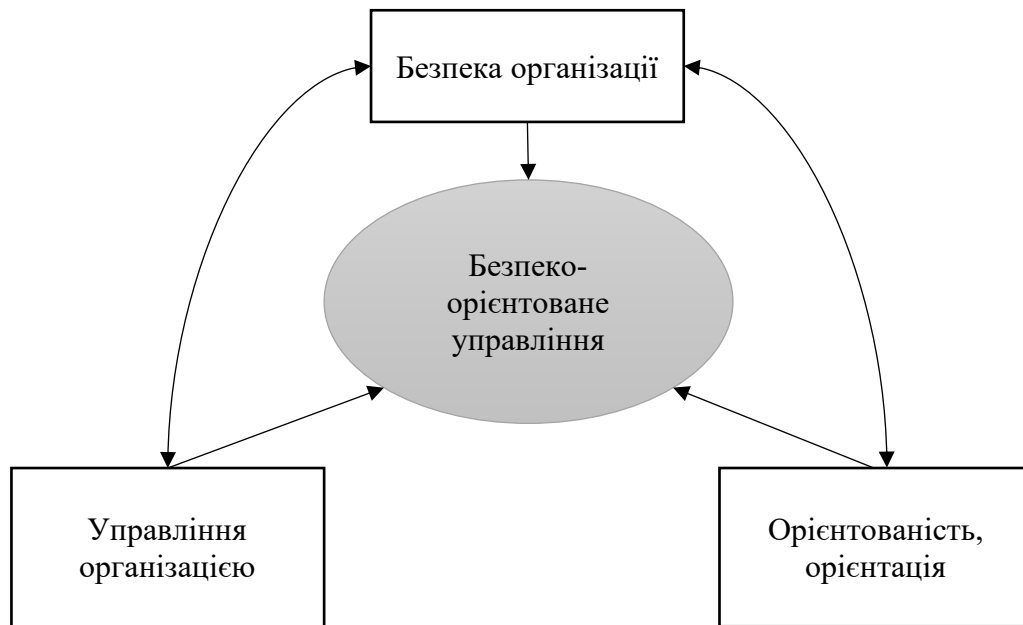 Безпека організації
Безпеко-
орієнтоване
управління
Управління
організацією
Орієнтованість,
орієнтація